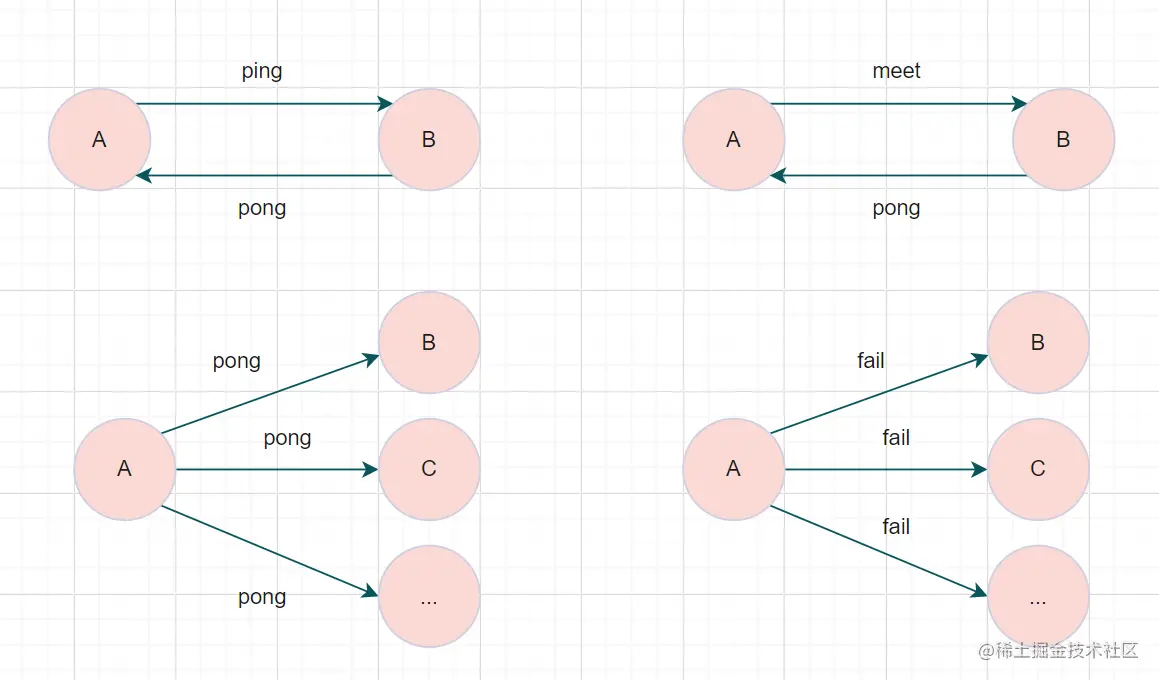 ping
A
B
pong
meet
A
B
pong
B
pong
pong
A
C
pong
...
B
fail
fail
A
C
fail
...
@稀土掘金技术社区